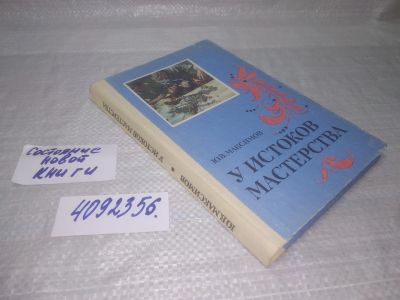 Ю.В. МАКСИМОВ
У ИСТОКОВ
МАСТЕРСТВА
Ю.В. МАКСИМОВ • У ИСТОКОВ МАСТЕРСТВА
Состояние
новой
книги
4092356.